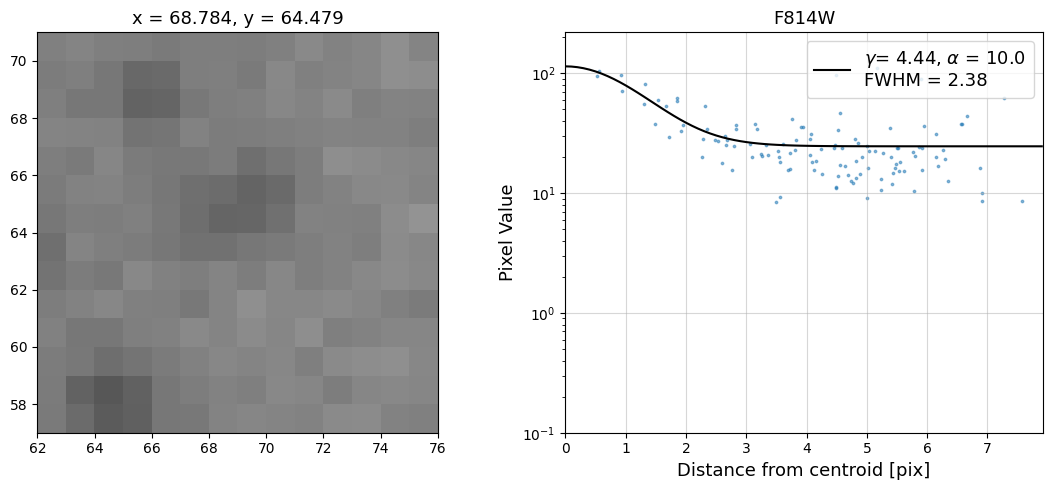 x = 68.784, y = 64.479
70
68
66
64
62
60
58
62 64 66 68 70 72 74 76
F814W
γ= 4.44, α = 10.0
FWHM = 2.38
Pixel Value
10²
10¹
10⁰
10⁻¹
0 1 2 3 4 5 6 7
Distance from centroid [pix]